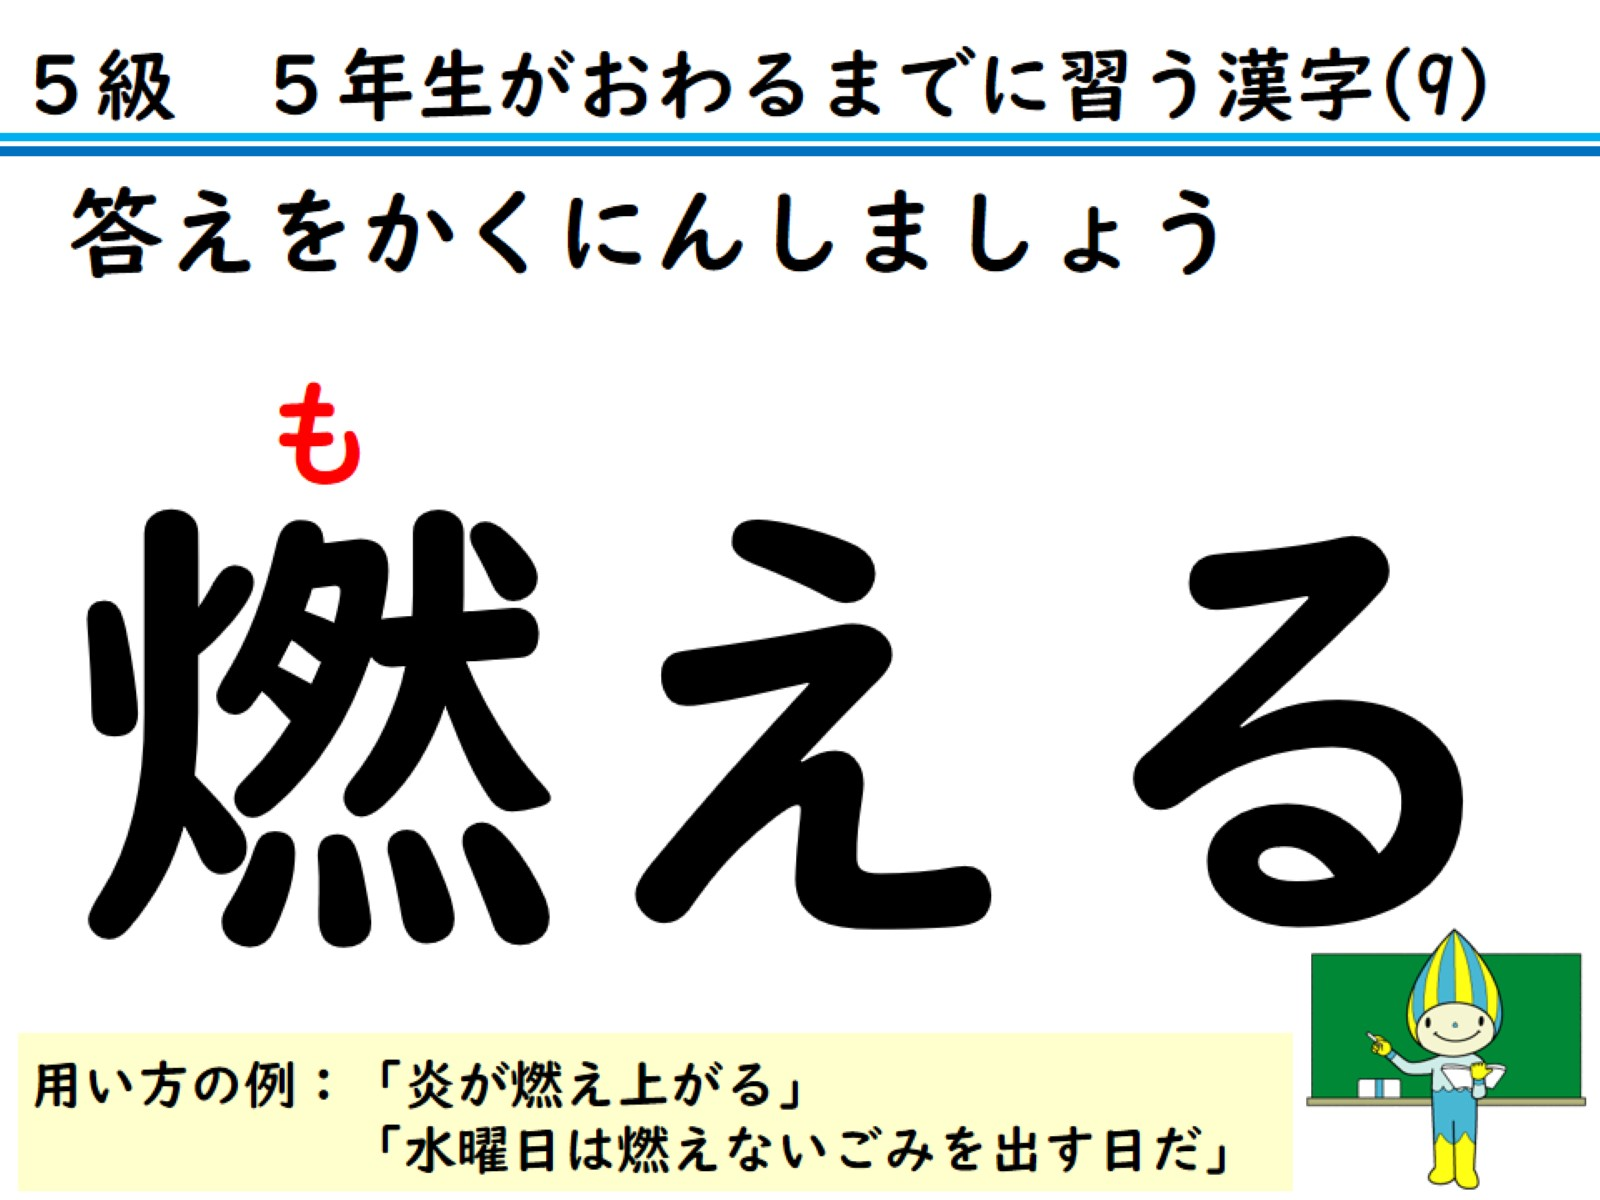 ５級　５年生がおわるまでに習う漢字(9)
答えをかくにんしましょう
も
燃える
用い方の例：「炎が燃え上がる」
「水曜日は燃えないごみを出す日だ」